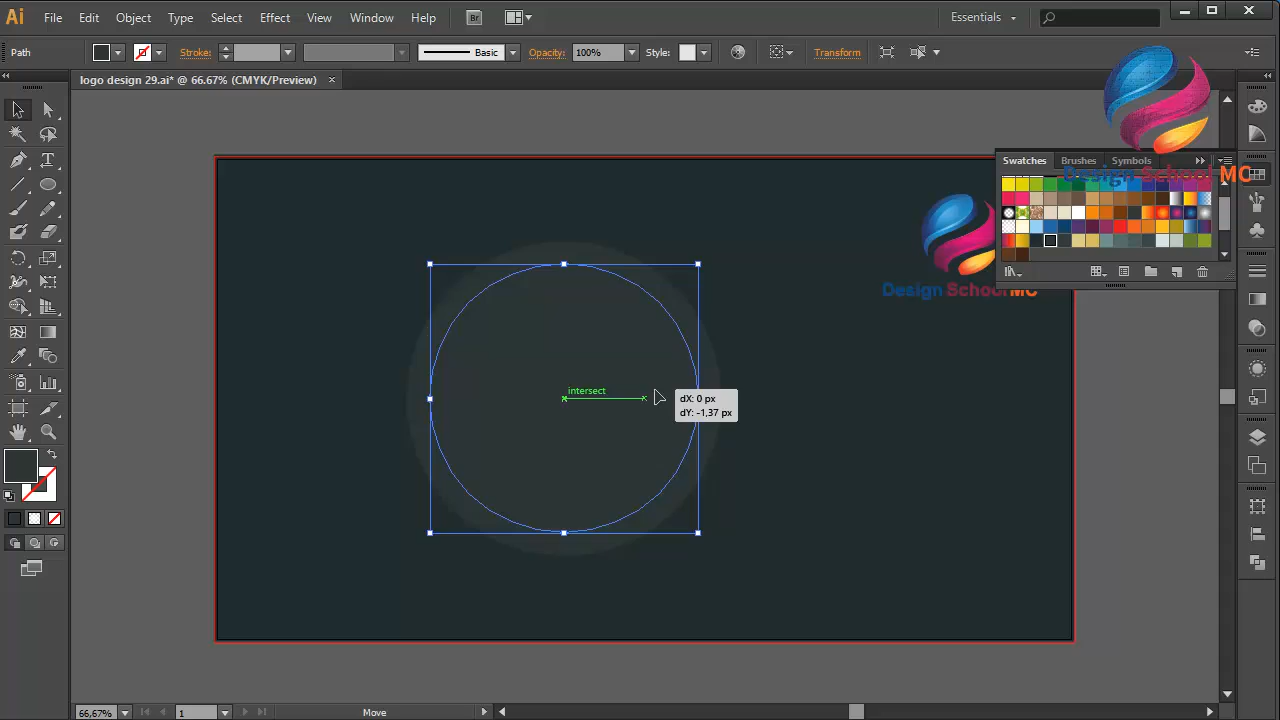 Ai File Edit Object Type Select Effect View Window Help Br Essentials
Path Stroke: Basic Opacity: 100% Style: Transform
logo design 29.ai* @ 66.67% (CMYK/Preview) ×
Swatches Brushes Symbols
Design School MC
Design School MC
intersect
dX: 0 px
dY: -1,37 px
66,67% 1 Move